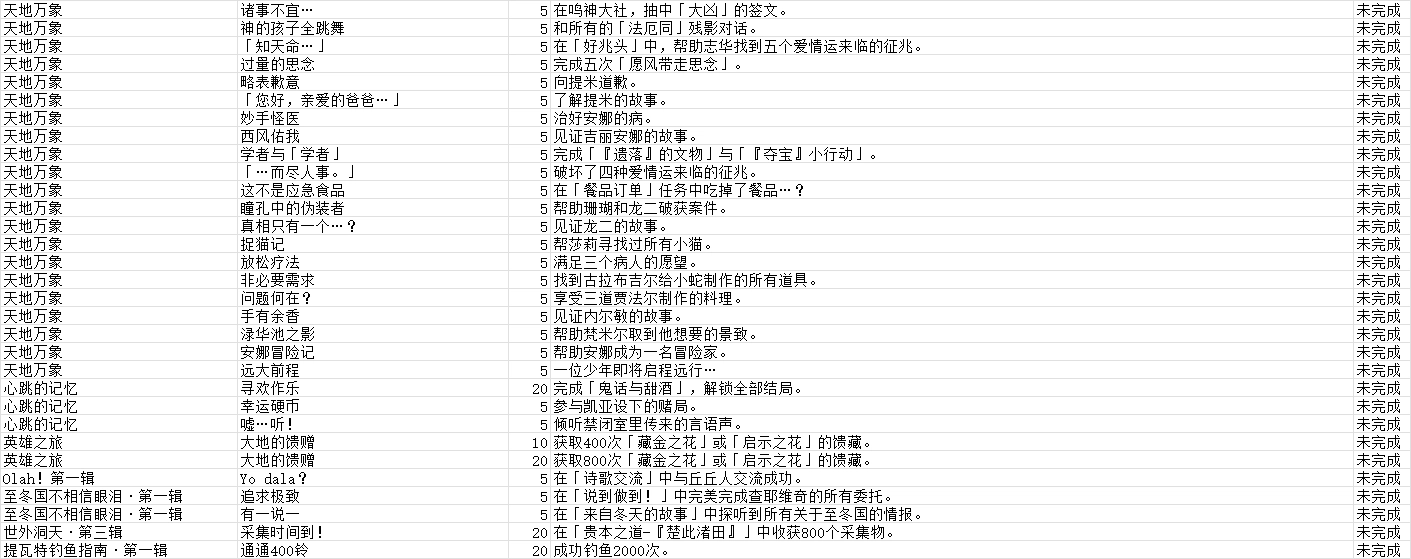 天地万象 诸事不宜… 5 在鸣神大社，抽中「大凶」的签文。 未完成
天地万象 神的孩子全跳舞 5 和所有的「法厄同」残影对话。 未完成
天地万象 「知天命…」 5 在「好兆头」中，帮助志华找到五个爱情运来临的征兆。 未完成
天地万象 过量的思念 5 完成五次「愿风带走思念」。 未完成
天地万象 略表歉意 5 向提米道歉。 未完成
天地万象 「您好，亲爱的爸爸…」 5 了解提米的故事。 未完成
天地万象 妙手怪医 5 治好安娜的病。 未完成
天地万象 西风佑我 5 见证吉丽安娜的故事。 未完成
天地万象 学者与「学者」 5 完成「『遗落』的文物」与「『夺宝』小行动」。 未完成
天地万象 「…而尽人事。」 5 破坏了四种爱情运来临的征兆。 未完成
天地万象 这不是应急食品 5 在「餐品订单」任务中吃掉了餐品…？ 未完成
天地万象 瞳孔中的伪装者 5 帮助珊瑚和龙二破获案件。 未完成
天地万象 真相只有一个…？ 5 见证龙二的故事。 未完成
天地万象 捉猫记 5 帮莎莉寻找过所有小猫。 未完成
天地万象 放松疗法 5 满足三个病人的愿望。 未完成
天地万象 非必要需求 5 找到古拉布吉尔给小蛇制作的所有道具。 未完成
天地万象 问题何在？ 5 享受三道贾法尔制作的料理。 未完成
天地万象 手有余香 5 见证内尔敏的故事。 未完成
天地万象 渌华池之影 5 帮助梵米尔取到他想要的景致。 未完成
天地万象 安娜冒险记 5 帮助安娜成为一名冒险家。 未完成
天地万象 远大前程 5 一位少年即将启程远行… 未完成
心跳的记忆 寻欢作乐 20 完成「鬼话与甜酒」，解锁全部结局。 未完成
心跳的记忆 幸运硬币 5 参与凯亚设下的赌局。 未完成
心跳的记忆 嘘…听！ 5 倾听禁闭室里传来的言语声。 未完成
英雄之旅 大地的馈赠 10 获取400次「藏金之花」或「启示之花」的馈藏。 未完成
英雄之旅 大地的馈赠 20 获取800次「藏金之花」或「启示之花」的馈藏。 未完成
Olah！第一辑 Yo dala？ 5 在「诗歌交流」中与丘丘人交流成功。 未完成
至冬国不相信眼泪·第一辑 追求极致 5 在「说到做到！」中完美完成查耶维奇的所有委托。 未完成
至冬国不相信眼泪·第一辑 有一说一 5 在「来自冬天的故事」中探听到所有关于至冬国的情报。 未完成
世外洞天·第三辑 采集时间到！ 20 在「贵本之道-『楚此渚田』」中收获800个采集物。 未完成
提瓦特钓鱼指南·第一辑 通通400铃 20 成功钓鱼2000次。 未完成